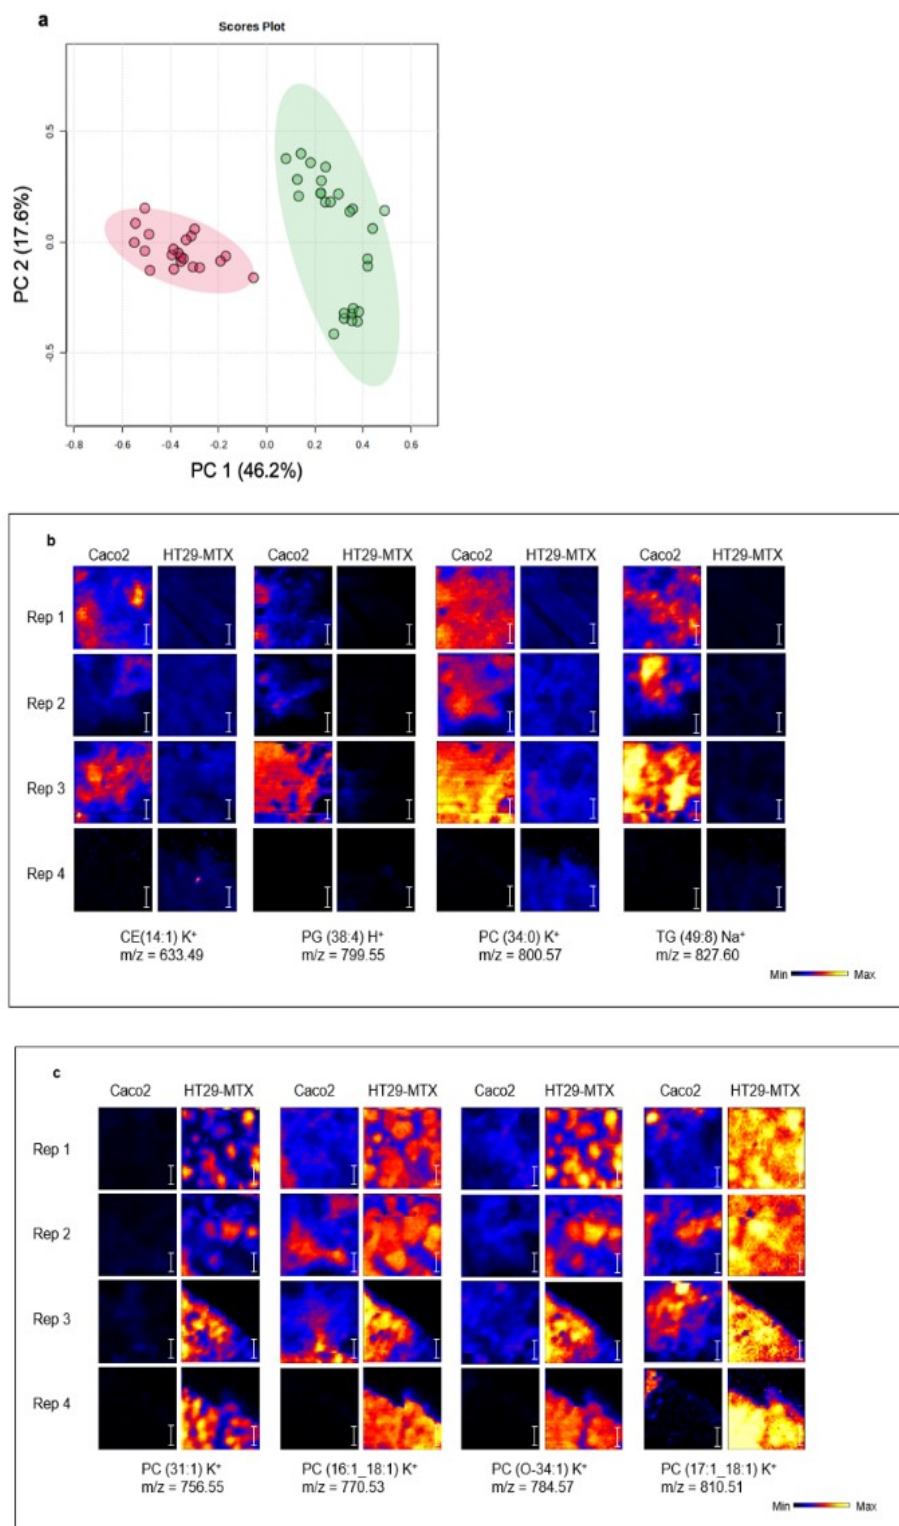 a
Scores Plot
PC 2 (17.6%)
0.5
0.0
-0.5
-0.8 -0.6 -0.4 -0.2 0.0 0.2 0.4 0.6
PC 1 (46.2%)
b
Caco2 HT29-MTX Caco2 HT29-MTX Caco2 HT29-MTX Caco2 HT29-MTX
Rep 1
Rep 2
Rep 3
Rep 4
CE(14:1) K⁺ PG (38:4) H⁺ PC (34:0) K⁺ TG (49:8) Na⁺
m/z = 633.49 m/z = 799.55 m/z = 800.57 m/z = 827.60
Min Max
c
Caco2 HT29-MTX Caco2 HT29-MTX Caco2 HT29-MTX Caco2 HT29-MTX
Rep 1
Rep 2
Rep 3
Rep 4
PC (31:1) K⁺ PC (16:1_18:1) K⁺ PC (O-34:1) K⁺ PC (17:1_18:1) K⁺
m/z = 756.55 m/z = 770.53 m/z = 784.57 m/z = 810.51
Min Max